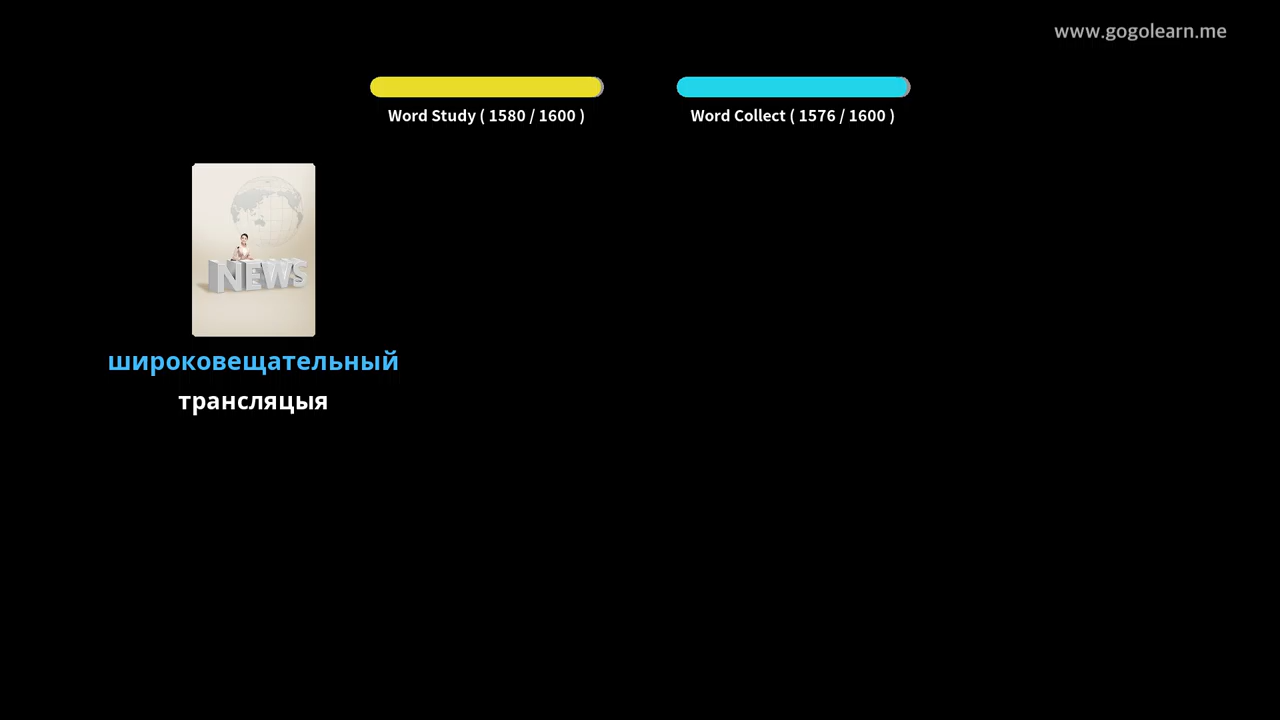 www.gogolearn.me
Word Study ( 1580 / 1600 )
Word Collect ( 1576 / 1600 )
NEWS
широковещательный
трансляцыя